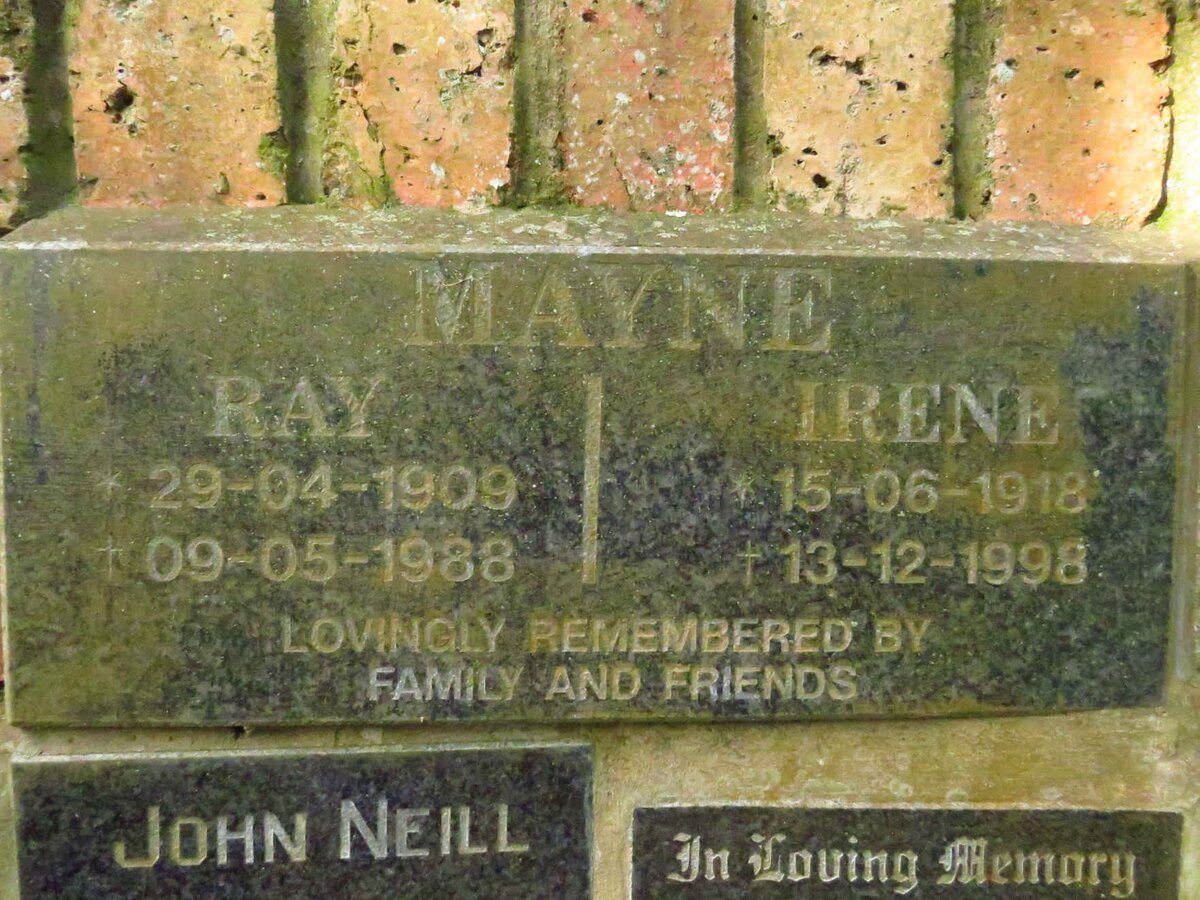 MAYNE
RAY
* 29-04-1909
† 09-05-1988
IRENE
* 15-06-1918
† 13-12-1998
LOVINGLY REMEMBERED BY
FAMILY AND FRIENDS
JOHN NEILL
In Loving Memory